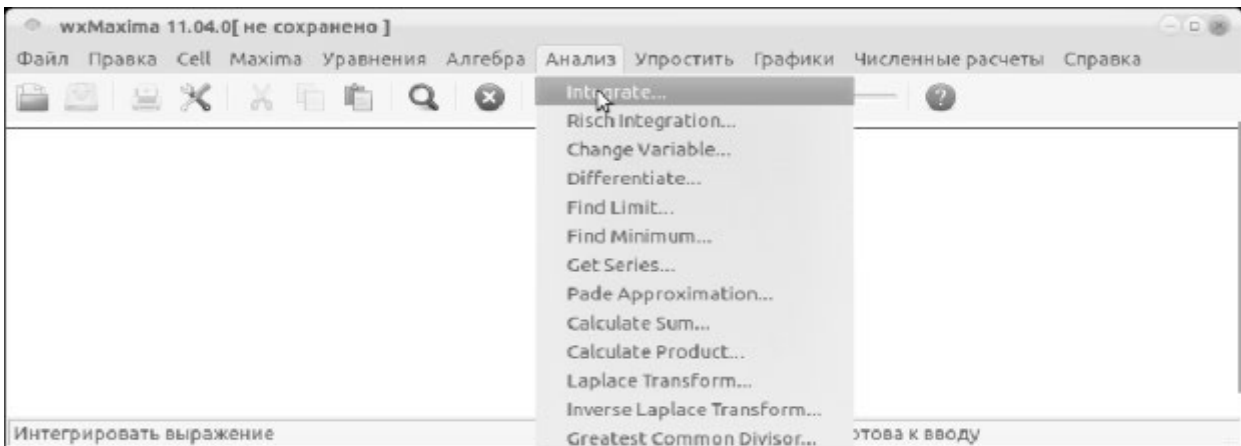 wxMaxima 11.04.0[ не сохранено ]
Файл Правка Cell Maxima Уравнения Алгебра Анализ Упростить Графики Численные расчеты Справка
Integrate...
Risch Integration...
Change Variable...
Differentiate...
Find Limit...
Find Minimum...
Get Series...
Pade Approximation...
Calculate Sum...
Calculate Product...
Laplace Transform...
Inverse Laplace Transform...
Greatest Common Divisor...
Интегрировать выражение к вводу